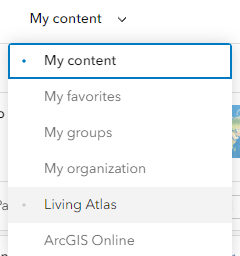 My content
My content
My favorites
My groups
My organization
Living Atlas
ArcGIS Online